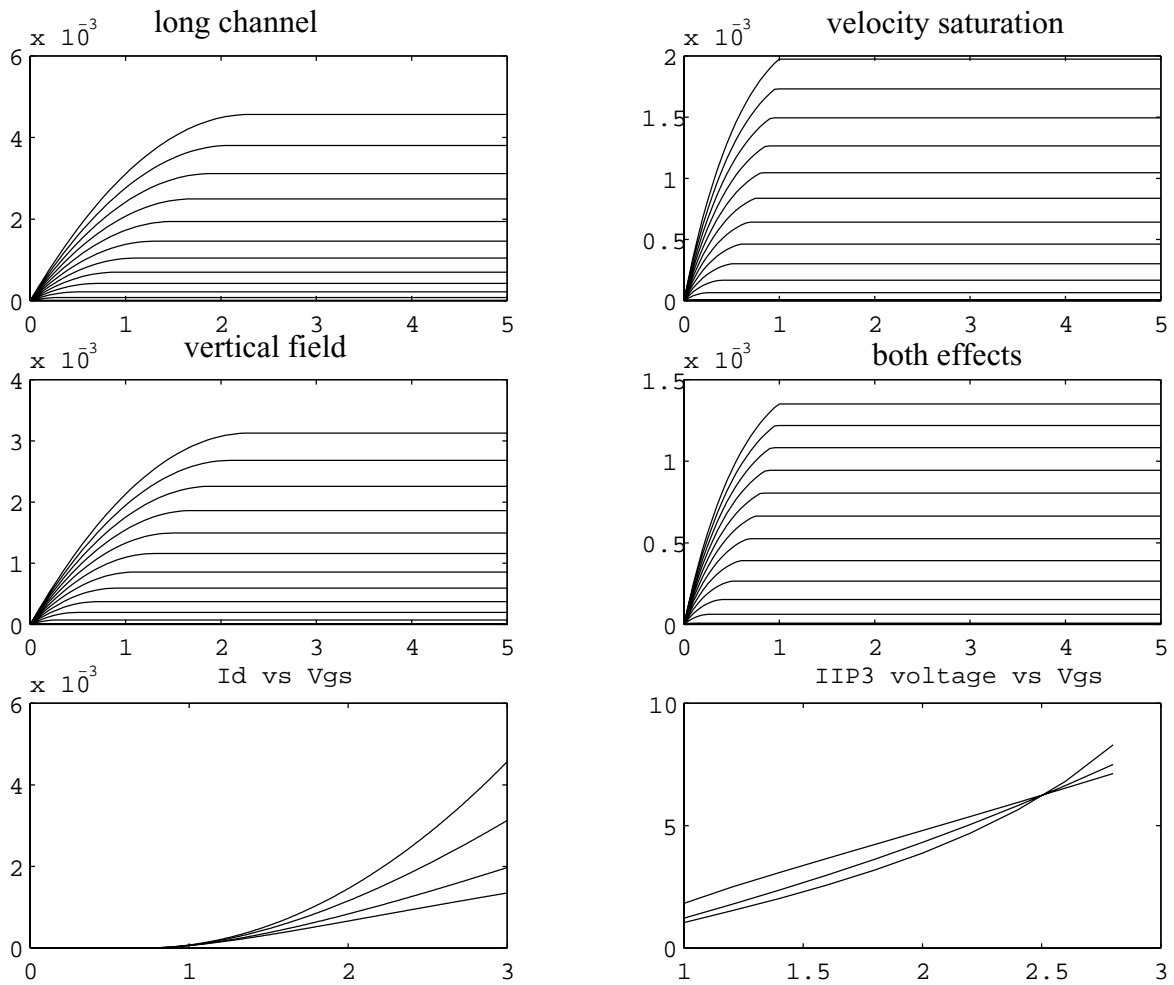 long channel
x 10⁻³
6
4
2
0
0 1 2 3 4 5
velocity saturation
x 10⁻³
2
1.5
1
0.5
0
0 1 2 3 4 5
vertical field
x 10⁻³
4
3
2
1
0
0 1 2 3 4 5
both effects
x 10⁻³
1.5
1
0.5
0
0 1 2 3 4 5
Id vs Vgs
x 10⁻³
6
4
2
0
0 1 2 3
IIP3 voltage vs Vgs
10
5
0
1 1.5 2 2.5 3